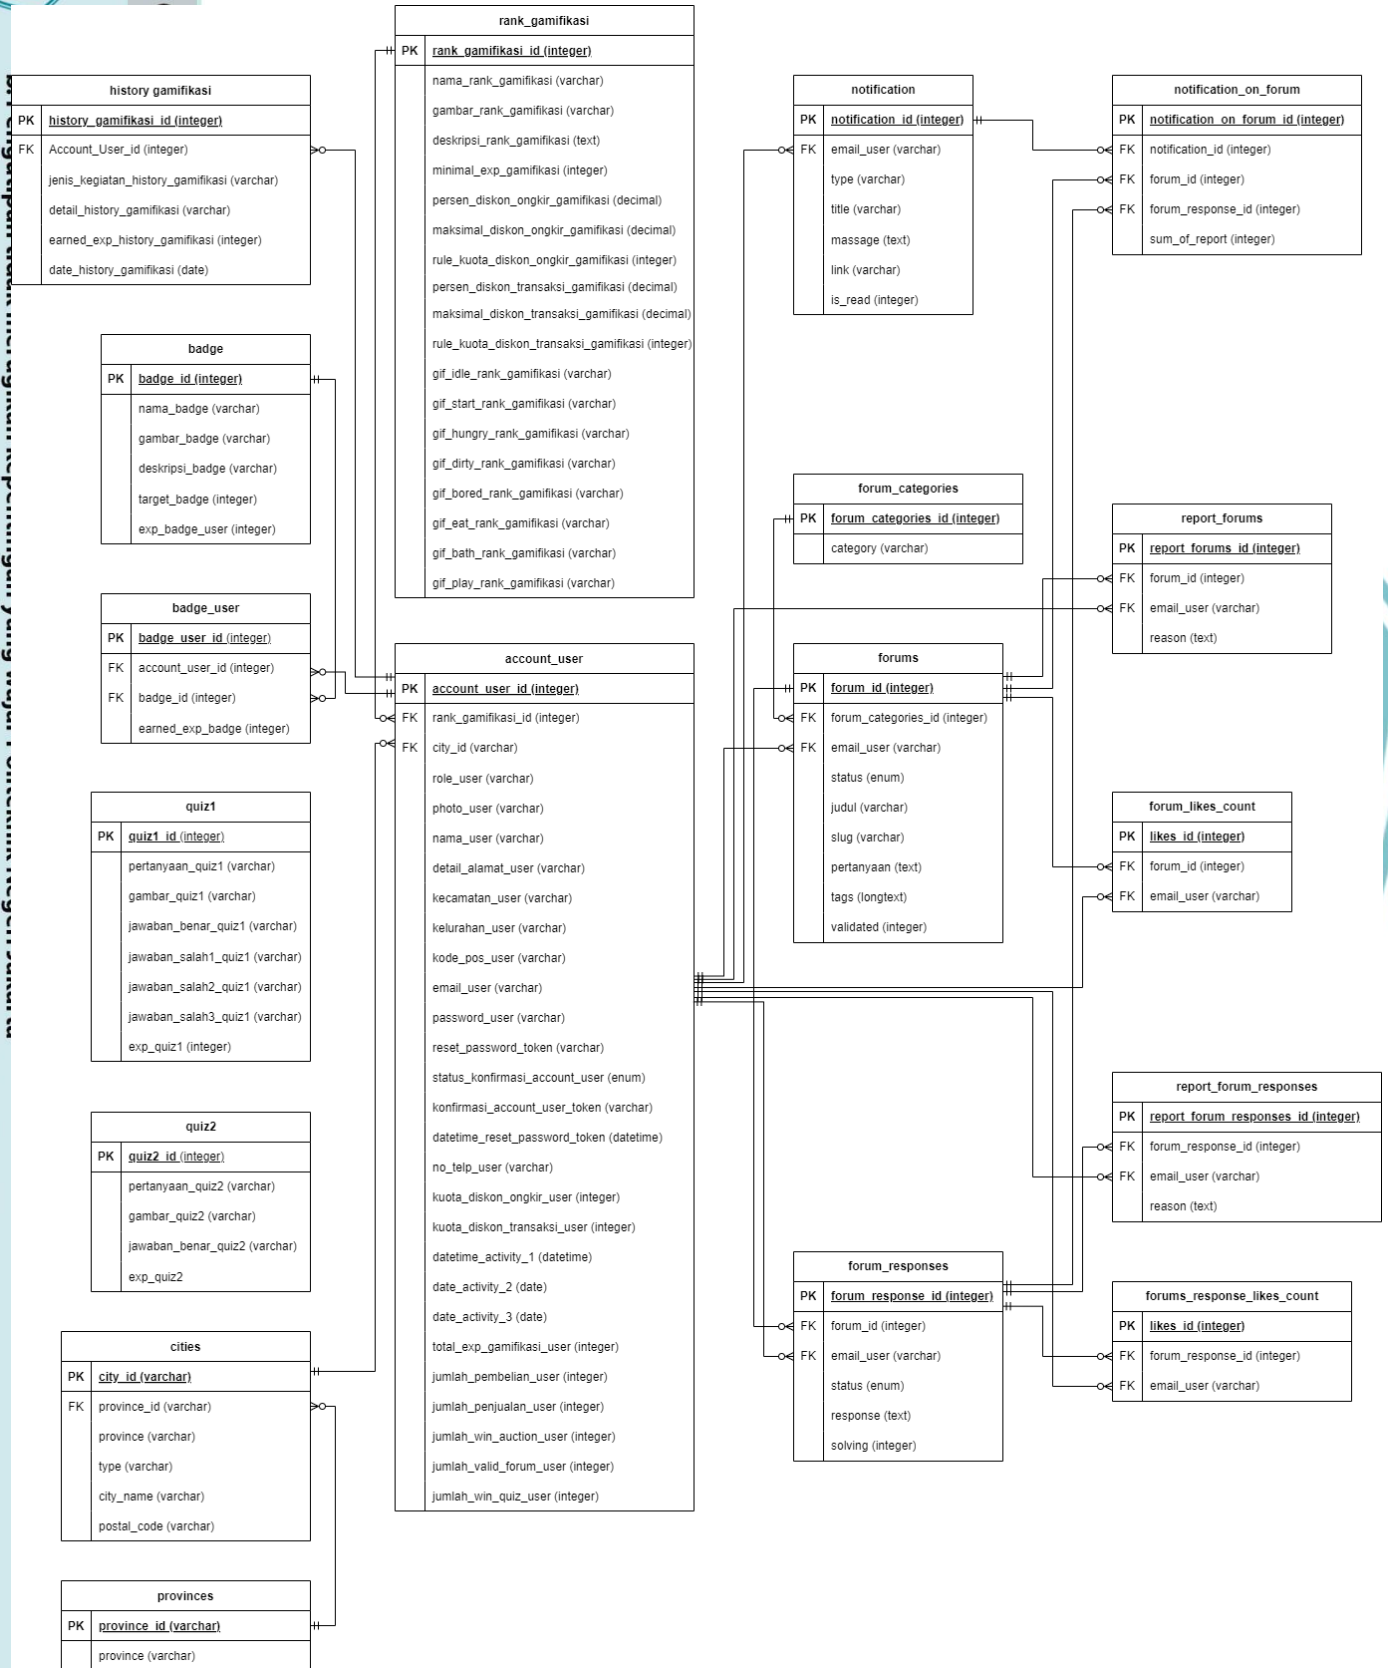 history gamifikasi
PK history_gamifikasi_id (integer)
FK Account_User_id (integer)
jenis_kegiatan_history_gamifikasi (varchar)
detail_history_gamifikasi (varchar)
earned_exp_history_gamifikasi (integer)
date_history_gamifikasi (date)
badge
PK badge_id (integer)
nama_badge (varchar)
gambar_badge (varchar)
deskripsi_badge (varchar)
target_badge (integer)
exp_badge_user (integer)
badge_user
PK badge_user_id (integer)
FK account_user_id (integer)
FK badge_id (integer)
earned_exp_badge (integer)
quiz1
PK quiz1_id (integer)
pertanyaan_quiz1 (varchar)
gambar_quiz1 (varchar)
jawaban_benar_quiz1 (varchar)
jawaban_salah1_quiz1 (varchar)
jawaban_salah2_quiz1 (varchar)
jawaban_salah3_quiz1 (varchar)
exp_quiz1 (integer)
quiz2
PK quiz2_id (integer)
pertanyaan_quiz2 (varchar)
gambar_quiz2 (varchar)
jawaban_benar_quiz2 (varchar)
exp_quiz2
cities
PK city_id (varchar)
FK province_id (varchar)
province (varchar)
type (varchar)
city_name (varchar)
postal_code (varchar)
provinces
PK province_id (varchar)
province (varchar)
rank_gamifikasi
PK rank_gamifikasi_id (integer)
nama_rank_gamifikasi (varchar)
gambar_rank_gamifikasi (varchar)
deskripsi_rank_gamifikasi (text)
minimal_exp_gamifikasi (integer)
persen_diskon_ongkir_gamifikasi (decimal)
maksimal_diskon_ongkir_gamifikasi (decimal)
rule_kuota_diskon_ongkir_gamifikasi (integer)
persen_diskon_transaksi_gamifikasi (decimal)
maksimal_diskon_transaksi_gamifikasi (decimal)
rule_kuota_diskon_transaksi_gamifikasi (integer)
gif_idle_rank_gamifikasi (varchar)
gif_start_rank_gamifikasi (varchar)
gif_hungry_rank_gamifikasi (varchar)
gif_dirty_rank_gamifikasi (varchar)
gif_bored_rank_gamifikasi (varchar)
gif_eat_rank_gamifikasi (varchar)
gif_bath_rank_gamifikasi (varchar)
gif_play_rank_gamifikasi (varchar)
account_user
PK account_user_id (integer)
FK rank_gamifikasi_id (integer)
FK city_id (varchar)
role_user (varchar)
photo_user (varchar)
nama_user (varchar)
detail_alamat_user (varchar)
kecamatan_user (varchar)
kelurahan_user (varchar)
kode_pos_user (varchar)
email_user (varchar)
password_user (varchar)
reset_password_token (varchar)
status_konfirmasi_account_user (enum)
konfirmasi_account_user_token (varchar)
datetime_reset_password_token (datetime)
no_telp_user (varchar)
kuota_diskon_ongkir_user (integer)
kuota_diskon_transaksi_user (integer)
datetime_activity_1 (datetime)
date_activity_2 (date)
date_activity_3 (date)
total_exp_gamifikasi_user (integer)
jumlah_pembelian_user (integer)
jumlah_penjualan_user (integer)
jumlah_win_auction_user (integer)
jumlah_valid_forum_user (integer)
jumlah_win_quiz_user (integer)
notification
PK notification_id (integer)
FK email_user (varchar)
type (varchar)
title (varchar)
massage (text)
link (varchar)
is_read (integer)
forum_categories
PK forum_categories_id (integer)
category (varchar)
forums
PK forum_id (integer)
FK forum_categories_id (integer)
FK email_user (varchar)
status (enum)
judul (varchar)
slug (varchar)
pertanyaan (text)
tags (longtext)
validated (integer)
forum_responses
PK forum_response_id (integer)
FK forum_id (integer)
FK email_user (varchar)
status (enum)
response (text)
solving (integer)
notification_on_forum
PK notification_on_forum_id (integer)
FK notification_id (integer)
FK forum_id (integer)
FK forum_response_id (integer)
sum_of_report (integer)
report_forums
PK report_forums_id (integer)
FK forum_id (integer)
FK email_user (varchar)
reason (text)
forum_likes_count
PK likes_id (integer)
FK forum_id (integer)
FK email_user (varchar)
report_forum_responses
PK report_forum_responses_id (integer)
FK forum_response_id (integer)
FK email_user (varchar)
reason (text)
forums_response_likes_count
PK likes_id (integer)
FK forum_response_id (integer)
FK email_user (varchar)